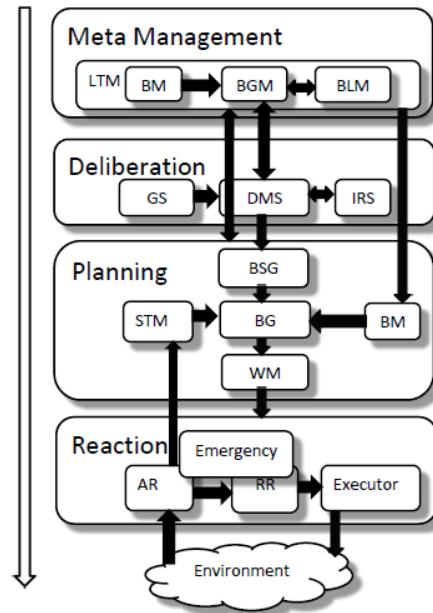 Meta Management
LTM
BM
BGM
BLM
Deliberation
GS
DMS
IRS
Planning
BSG
STM
BG
BM
WM
Reaction
Emergency
AR
RR
Executor
Environment